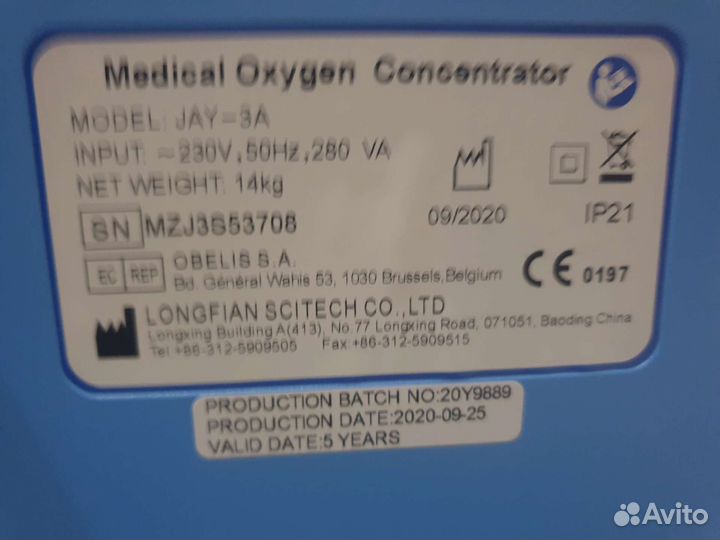 Medical Oxygen Concentrator
MODEL: JAY-3A
INPUT: ≂230V,50Hz,280 VA
NET WEIGHT: 14kg
SN MZJ3S53708
09/2020
IP21
EC REP OBELIS S.A.
Bd. Général Wahis 53, 1030 Brussels,Belgium
CE 0197
LONGFIAN SCITECH CO.,LTD
Longxing Building A(413), No.77 Longxing Road, 071051, Baoding China
Tel +86-312-5909505 Fax +86-312-5909515
PRODUCTION BATCH NO:20Y9889
PRODUCTION DATE:2020-09-25
VALID DATE:5 YEARS
Avito